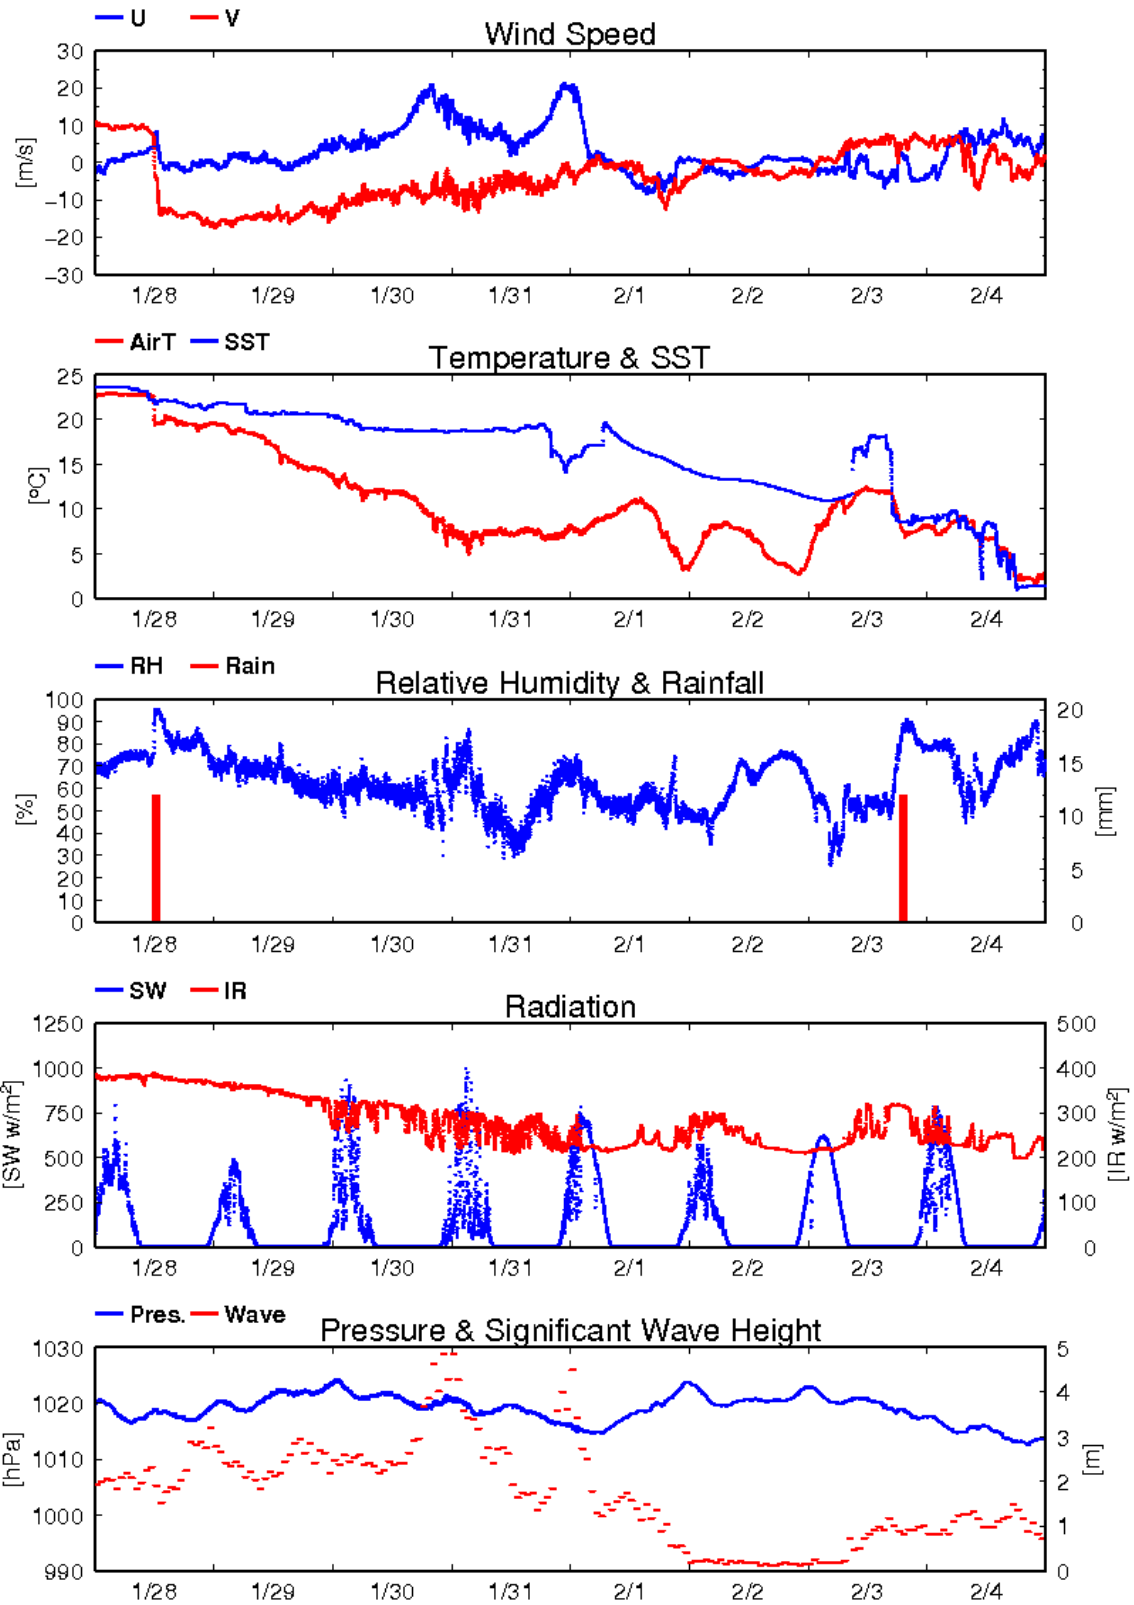 U V
Wind Speed
30
20
10
0
−10
−20
−30
[m/s]
1/28 1/29 1/30 1/31 2/1 2/2 2/3 2/4
AirT SST
Temperature & SST
25
20
15
10
5
0
[°C]
1/28 1/29 1/30 1/31 2/1 2/2 2/3 2/4
RH Rain
Relative Humidity & Rainfall
100
90 20
80
70 15
60
50 10
40
30 5
20
10
0 0
[%] [mm]
1/28 1/29 1/30 1/31 2/1 2/2 2/3 2/4
SW IR
Radiation
1250 500
1000 400
750 300
500 200
250 100
0 0
[SW w/m²] [IR w/m²]
1/28 1/29 1/30 1/31 2/1 2/2 2/3 2/4
Pres. Wave
Pressure & Significant Wave Height
1030 5
1020 4
3
1010
2
1000
1
990 0
[hPa] [m]
1/28 1/29 1/30 1/31 2/1 2/2 2/3 2/4